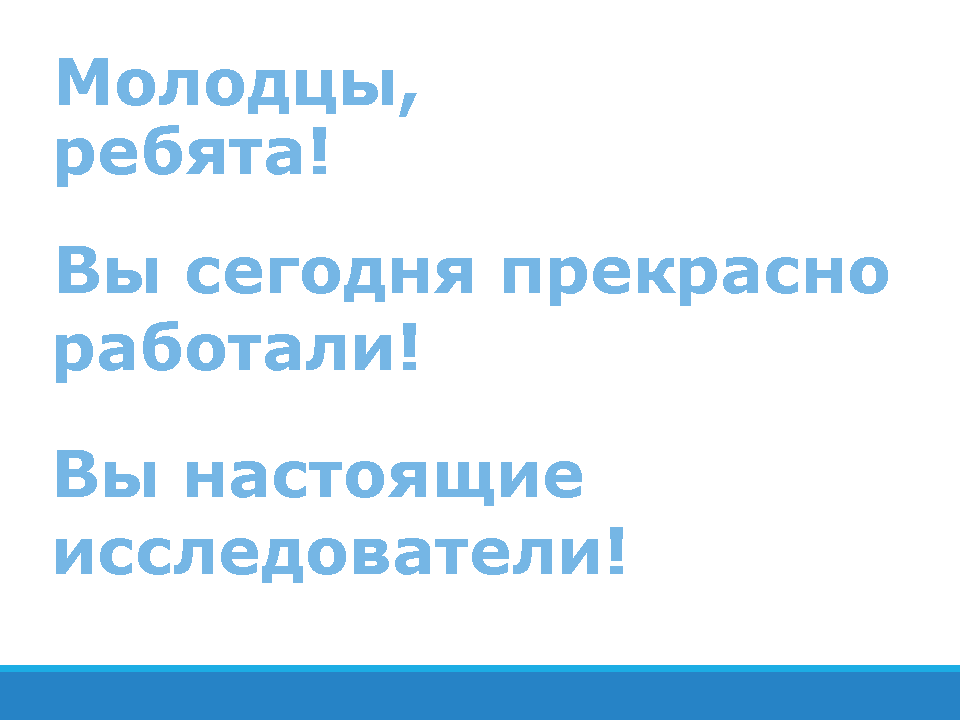 Молодцы,
ребята!
Вы сегодня прекрасно
работали!
Вы настоящие
исследователи!